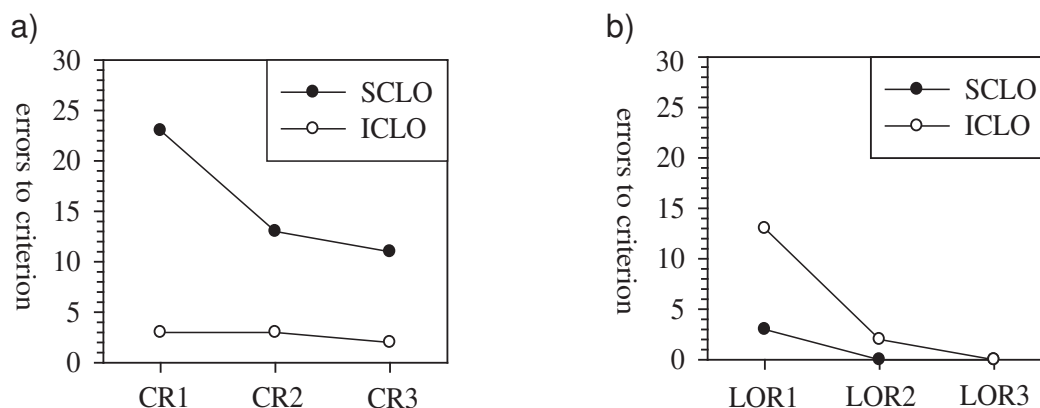 a)
errors to criterion
30
25
20
15
10
5
0
SCLO
ICLO
CR1 CR2 CR3
b)
errors to criterion
30
25
20
15
10
5
0
SCLO
ICLO
LOR1 LOR2 LOR3